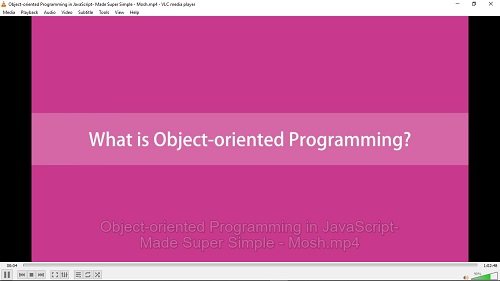 Object-oriented Programming in JavaScript- Made Super Simple - Mosh.mp4 - VLC media player
Media Playback Audio Video Subtitle Tools View Help
What is Object-oriented Programming?
Object-oriented Programming in JavaScript-
Made Super Simple - Mosh.mp4
00:04 1:02:48